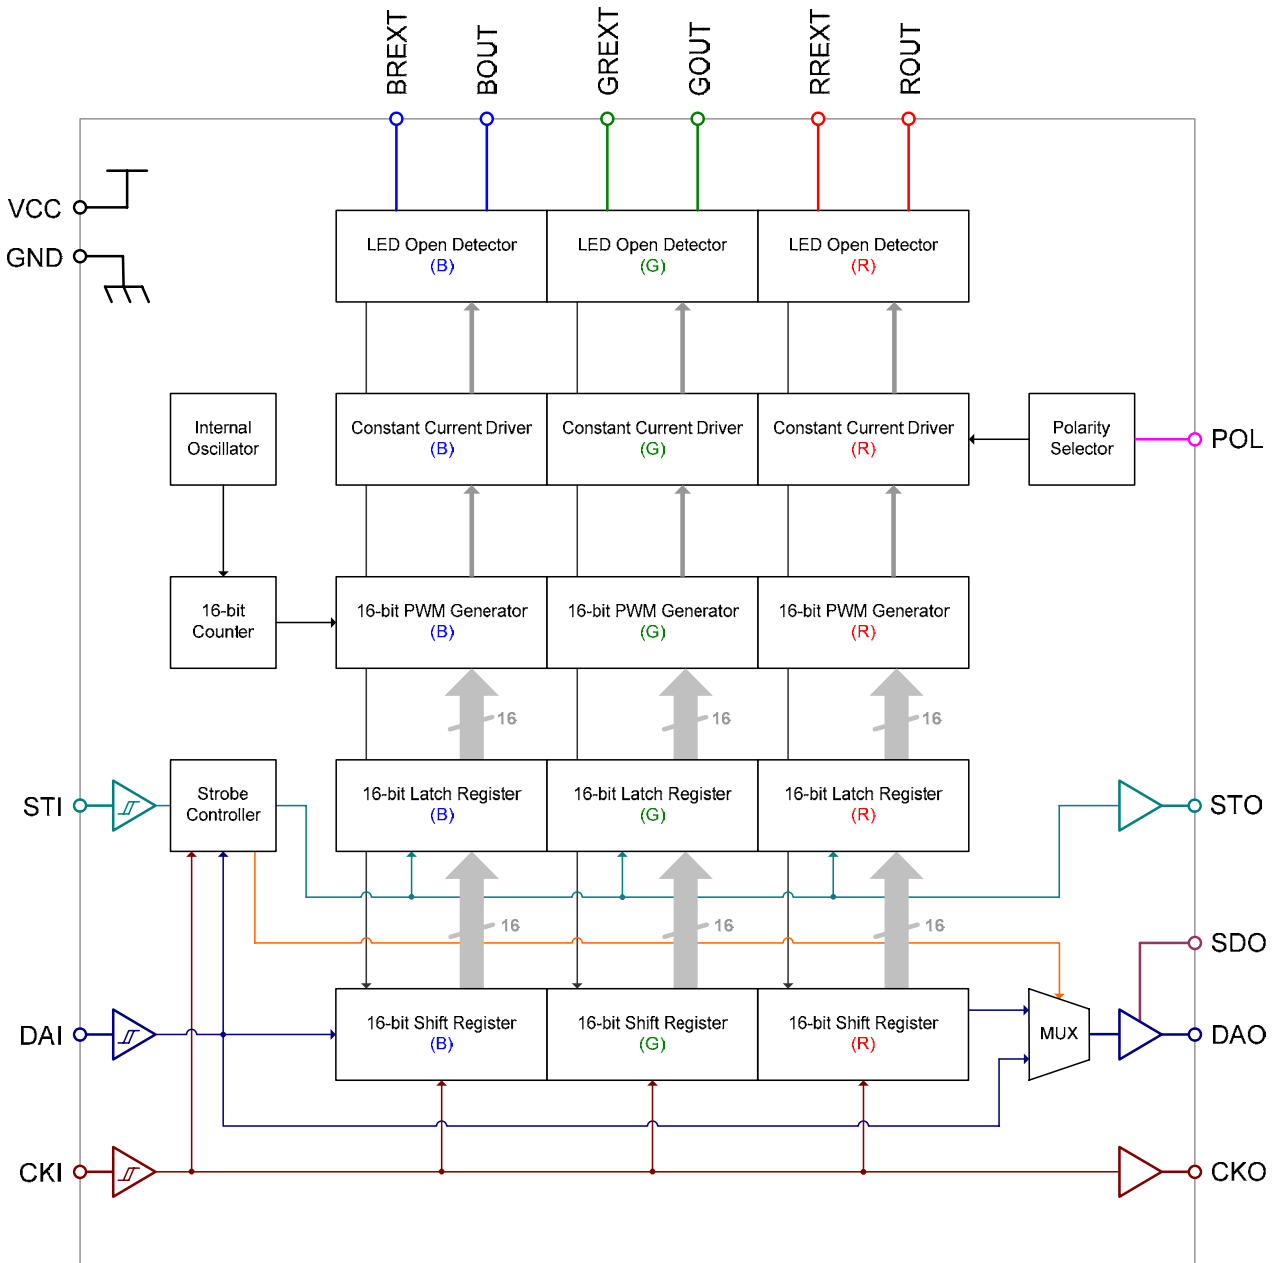 BREXT
BOUT
GREXT
GOUT
RREXT
ROUT
VCC
GND
LED Open Detector
(B)
LED Open Detector
(G)
LED Open Detector
(R)
Internal
Oscillator
Constant Current Driver
(B)
Constant Current Driver
(G)
Constant Current Driver
(R)
Polarity
Selector
POL
16-bit
Counter
16-bit PWM Generator
(B)
16-bit PWM Generator
(G)
16-bit PWM Generator
(R)
16
16
16
STI
Strobe
Controller
16-bit Latch Register
(B)
16-bit Latch Register
(G)
16-bit Latch Register
(R)
STO
16
16
16
SDO
DAI
16-bit Shift Register
(B)
16-bit Shift Register
(G)
16-bit Shift Register
(R)
MUX
DAO
CKI
CKO